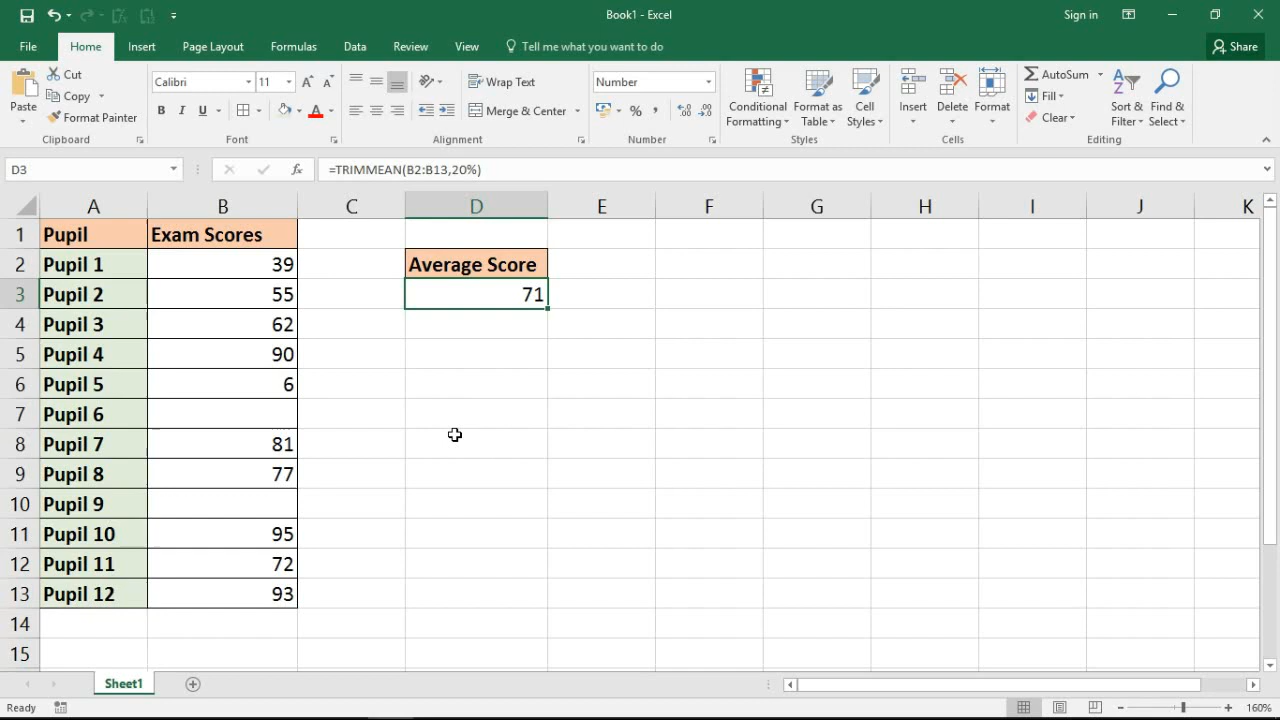 Book1 - Excel
Sign in
File Home Insert Page Layout Formulas Data Review View Tell me what you want to do Share
Paste
Cut
Copy
Format Painter
Clipboard
Calibri 11
B I U
Font
Wrap Text
Merge & Center
Alignment
Number
Number
Conditional Formatting
Format as Table
Cell Styles
Styles
Insert Delete Format
Cells
AutoSum
Fill
Clear
Sort & Filter
Find & Select
Editing
D3 fx =TRIMMEAN(B2:B13,20%)
A B C D E F G H I J K
1 Pupil Exam Scores
2 Pupil 1 39 Average Score
3 Pupil 2 55 71
4 Pupil 3 62
5 Pupil 4 90
6 Pupil 5 6
7 Pupil 6
8 Pupil 7 81
9 Pupil 8 77
10 Pupil 9
11 Pupil 10 95
12 Pupil 11 72
13 Pupil 12 93
14
15
Sheet1
Ready
160%